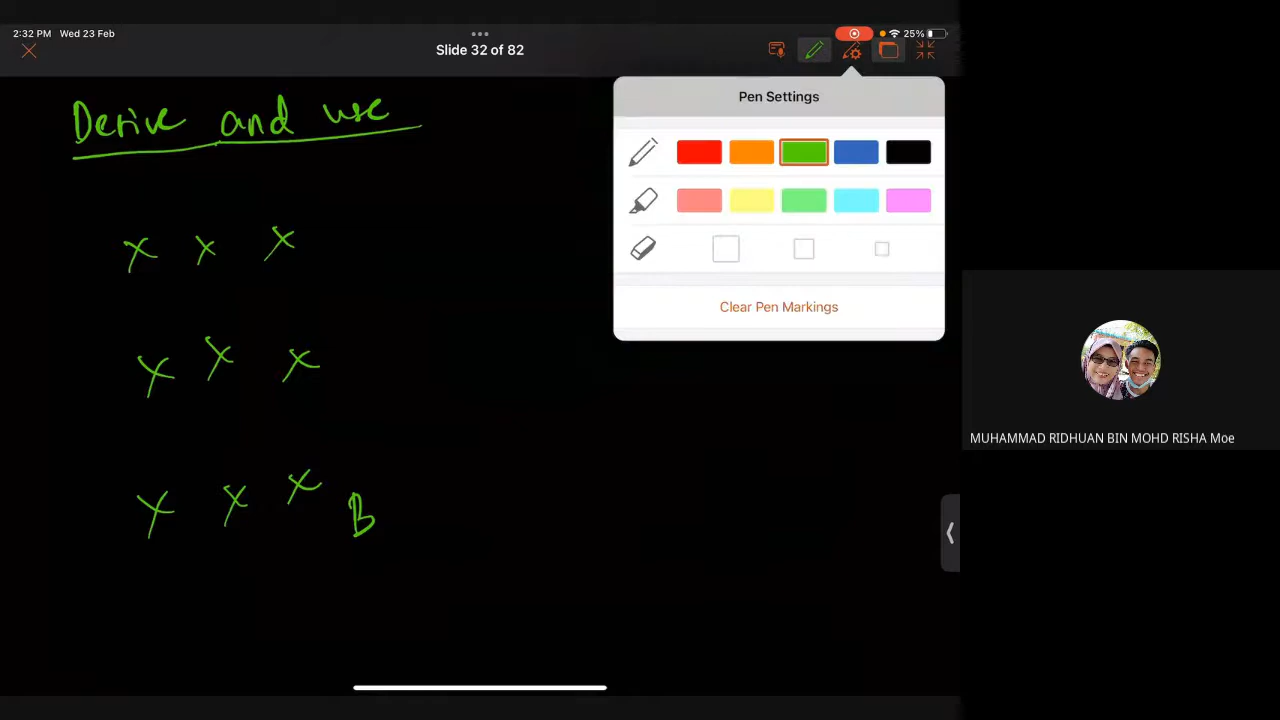 2:32 PM Wed 23 Feb
25%
Slide 32 of 82
Pen Settings
Derive and use
x x x
x x x
x x x B
Clear Pen Markings
MUHAMMAD RIDHUAN BIN MOHD RISHA Moe